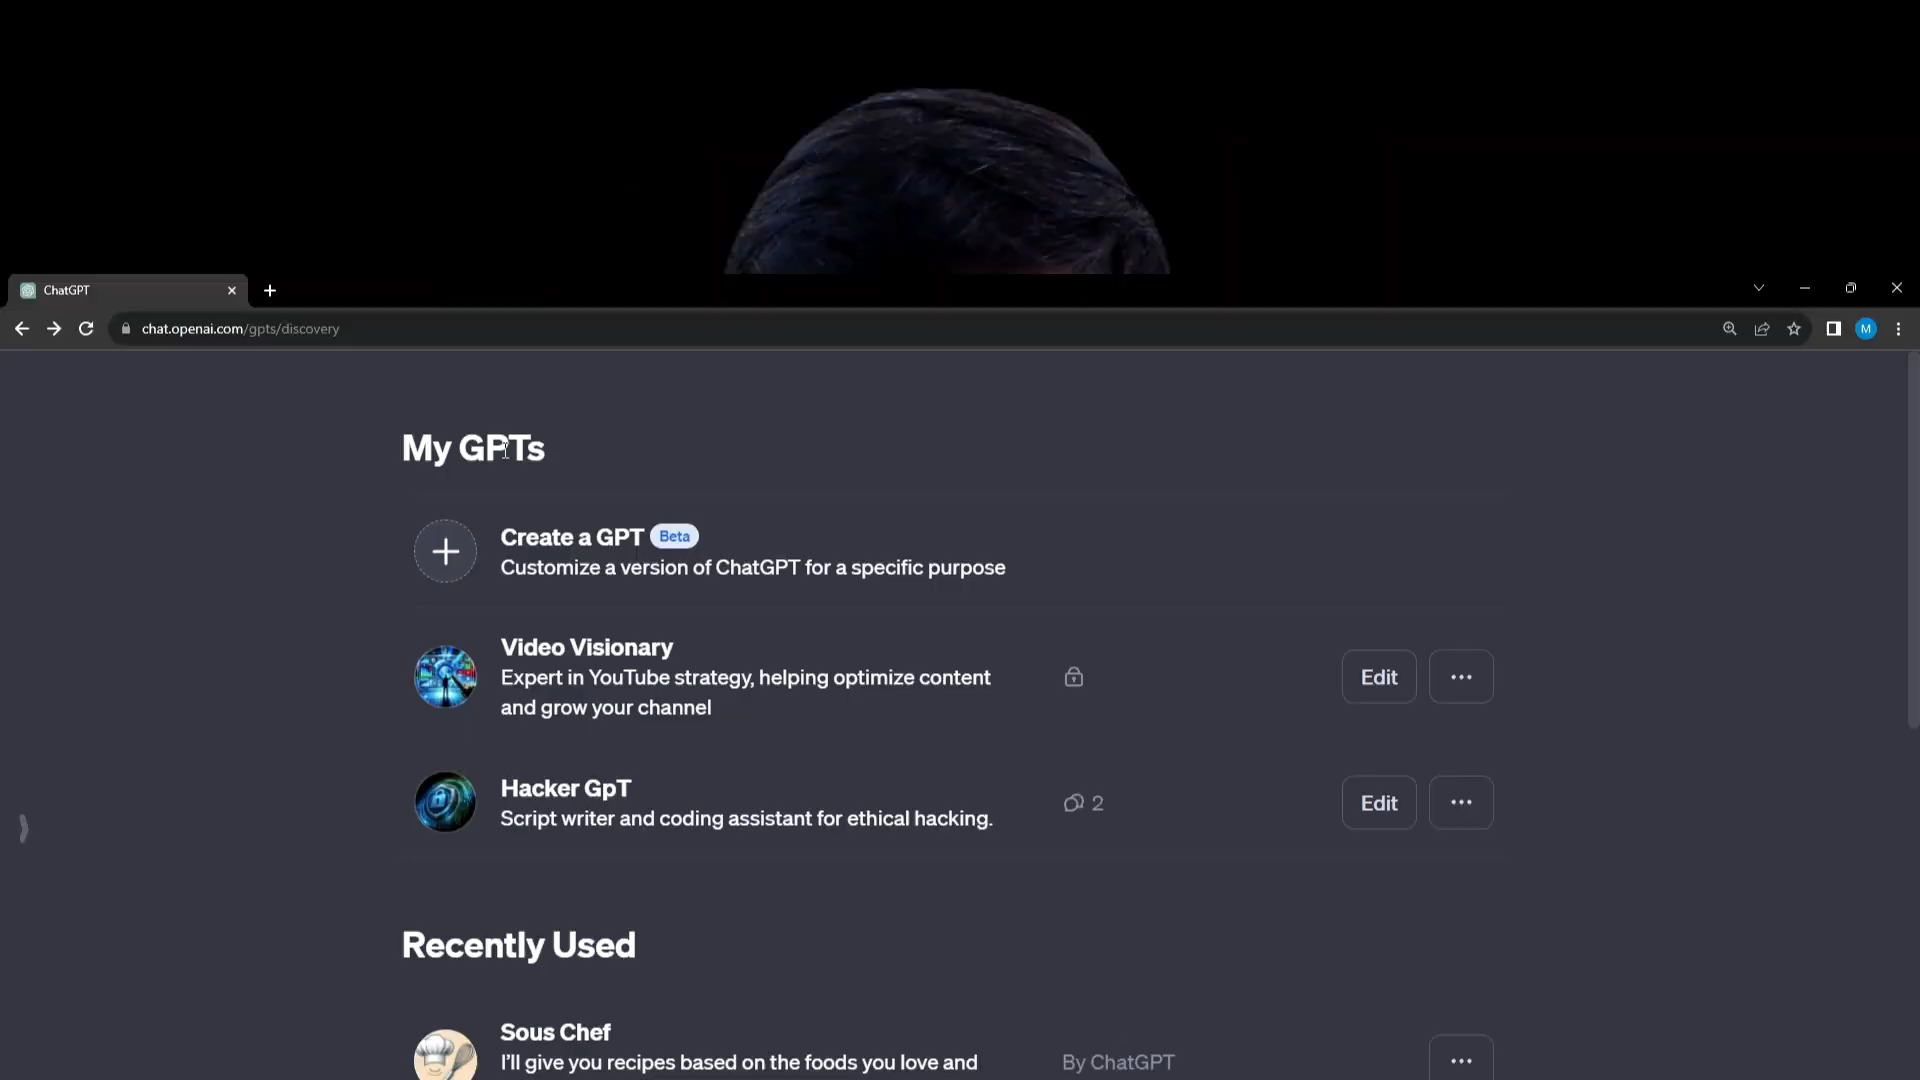 ChatGPT
chat.openai.com/gpts/discovery
M
My GPTs
Create a GPT Beta
Customize a version of ChatGPT for a specific purpose
Video Visionary
Expert in YouTube strategy, helping optimize content
and grow your channel
Edit
Hacker GpT
Script writer and coding assistant for ethical hacking.
2
Edit
Recently Used
Sous Chef
I'll give you recipes based on the foods you love and
By ChatGPT